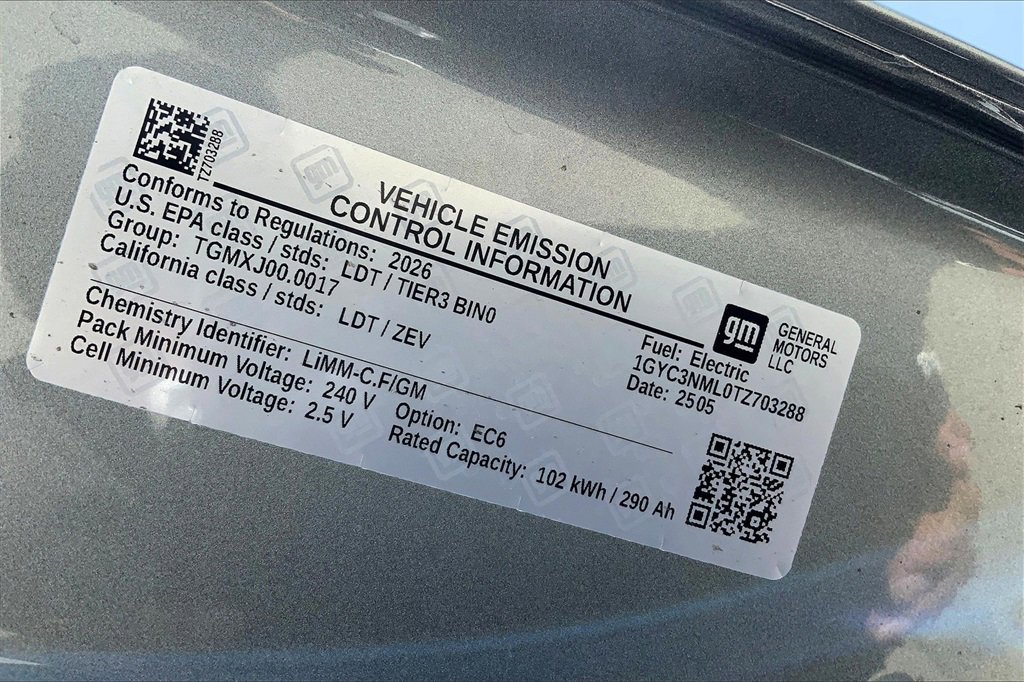 TZ703288
VEHICLE EMISSION
CONTROL INFORMATION
Conforms to Regulations: 2026
U.S. EPA class / stds: LDT / TIER3 BIN0
Group: TGMXJ00.0017
California class / stds: LDT / ZEV
gm
GENERAL
MOTORS
LLC
Fuel: Electric
1GYC3NML0TZ703288
Date: 2505
Chemistry Identifier: LiMM-C.F/GM
Pack Minimum Voltage: 240 V Option: EC6
Cell Minimum Voltage: 2.5 V Rated Capacity: 102 kWh / 290 Ah